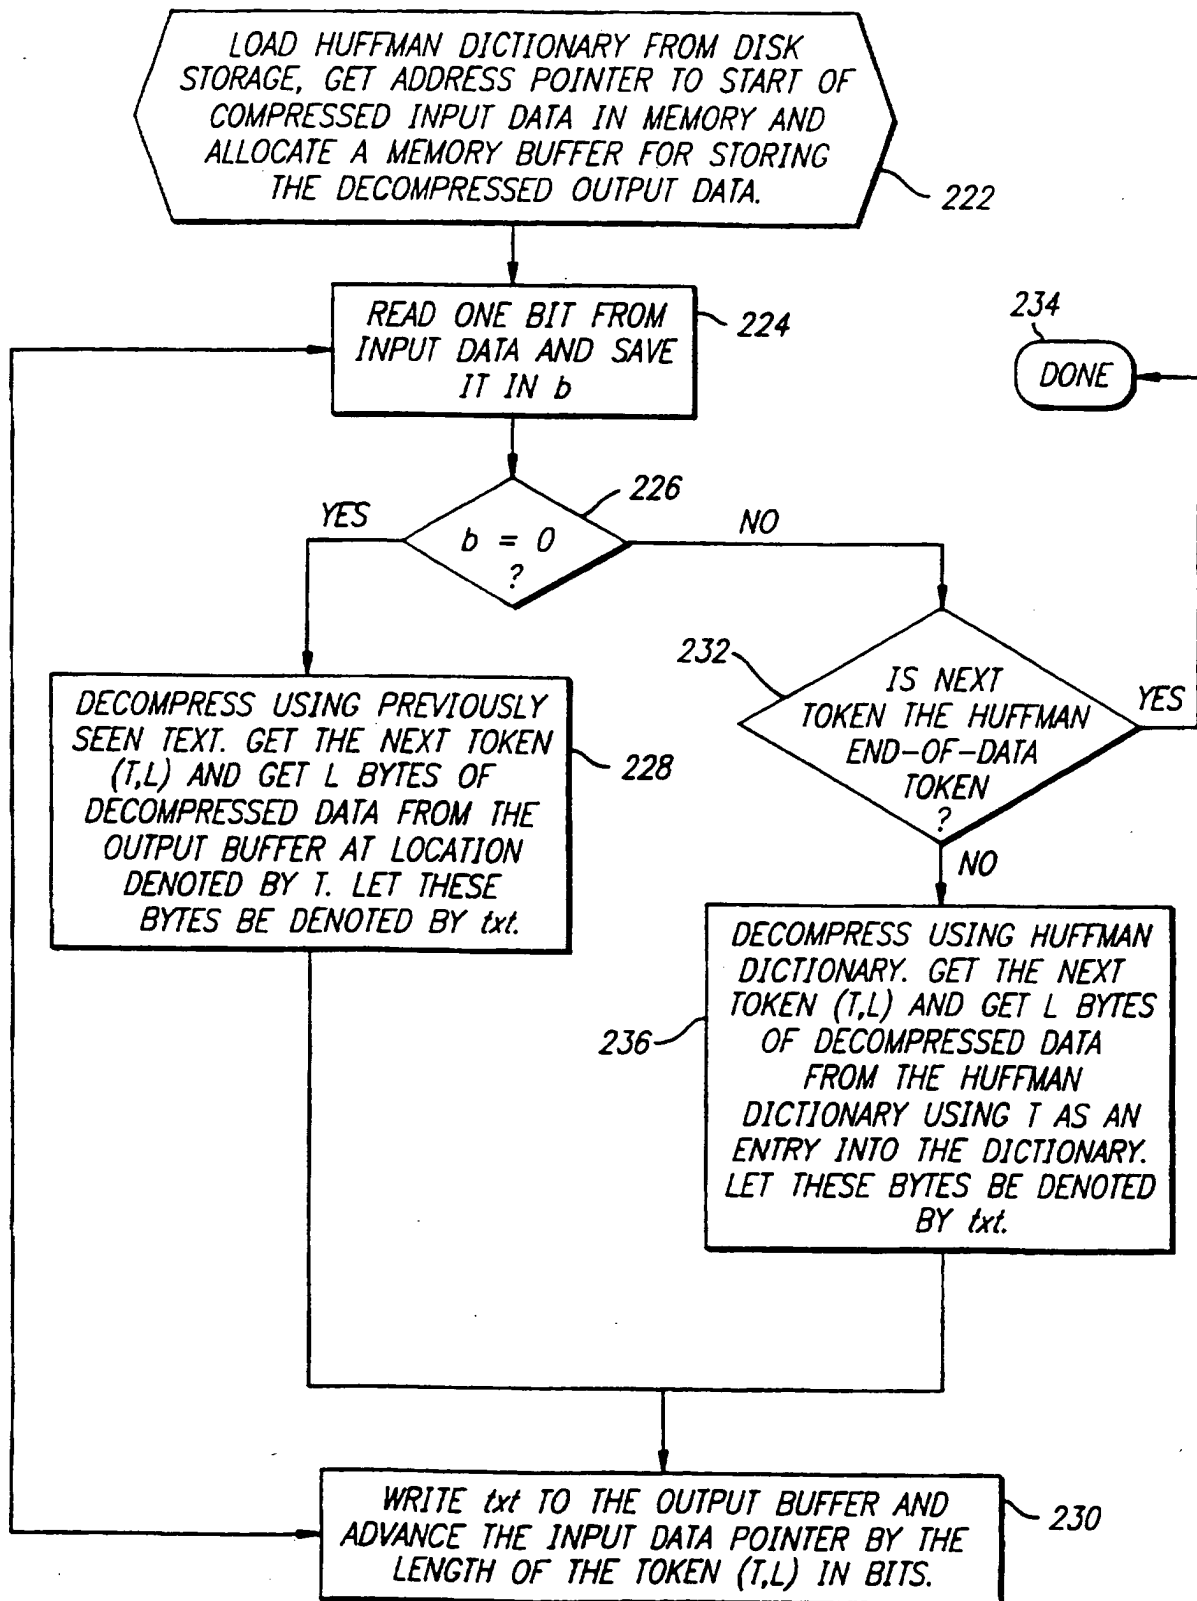 LOAD HUFFMAN DICTIONARY FROM DISK
STORAGE, GET ADDRESS POINTER TO START OF
COMPRESSED INPUT DATA IN MEMORY AND
ALLOCATE A MEMORY BUFFER FOR STORING
THE DECOMPRESSED OUTPUT DATA.
222
READ ONE BIT FROM
INPUT DATA AND SAVE
IT IN b
224
234
DONE
226
YES
b = 0
?
NO
232
IS NEXT
TOKEN THE HUFFMAN
END-OF-DATA
TOKEN
?
YES
NO
DECOMPRESS USING PREVIOUSLY
SEEN TEXT. GET THE NEXT TOKEN
(T,L) AND GET L BYTES OF
DECOMPRESSED DATA FROM THE
OUTPUT BUFFER AT LOCATION
DENOTED BY T. LET THESE
BYTES BE DENOTED BY txt.
228
DECOMPRESS USING HUFFMAN
DICTIONARY. GET THE NEXT
TOKEN (T,L) AND GET L BYTES
OF DECOMPRESSED DATA
FROM THE HUFFMAN
DICTIONARY USING T AS AN
ENTRY INTO THE DICTIONARY.
LET THESE BYTES BE DENOTED
BY txt.
236
WRITE txt TO THE OUTPUT BUFFER AND
ADVANCE THE INPUT DATA POINTER BY THE
LENGTH OF THE TOKEN (T,L) IN BITS.
230